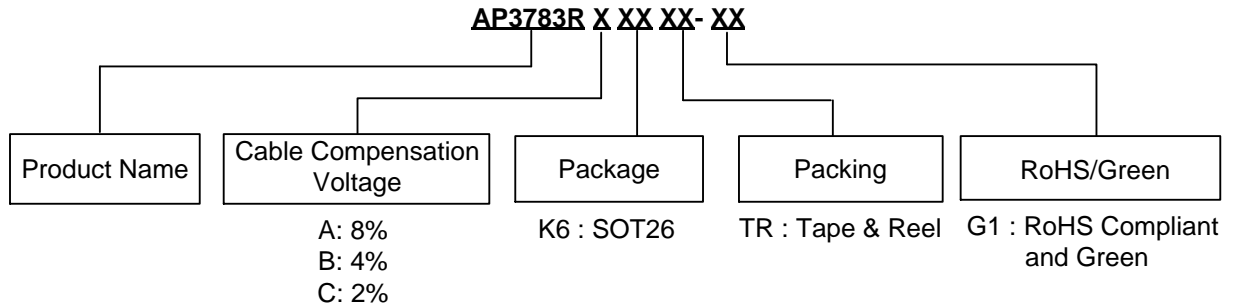 AP3783R X XX XX- XX
Product Name
Cable Compensation
Voltage
Package
Packing
RoHS/Green
A: 8%
B: 4%
C: 2%
K6 : SOT26
TR : Tape & Reel
G1 : RoHS Compliant
and Green